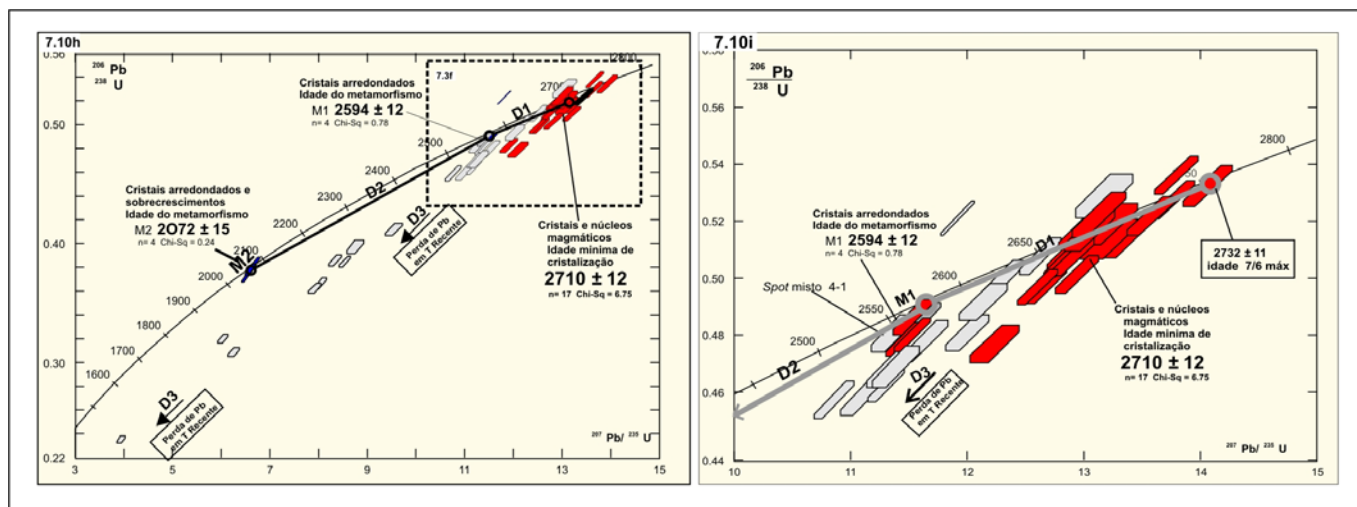 7.10h
0.56
206 Pb
238 U
Cristais arredondados
Idade do metamorfismo
M1 2594 ± 12
n= 4 Chi-Sq = 0.78
7.3f
2800
2700
D1
0.50
2500
2400
D2
2300
Cristais arredondados e
sobrecrescimentos
Idade do metamorfismo
M2 2O72 ± 15
n= 4 Chi-Sq = 0.24
2200
2100
M2
2000
0.40
D3
Perda de Pb
em T Recente
Cristais e núcleos
magmáticos
Idade mínima de
cristalização
2710 ± 12
n= 17 Chi-Sq = 6.75
1900
1800
1700
1600
0.30
D3
Perda de Pb
em T Recente
207 Pb/ 235 U
0.22
3 5 7 9 11 13 15
7.10i
206 Pb
238 U
0.56
2800
0.54
50
Cristais arredondados
Idade do metamorfismo
M1 2594 ± 12
n= 4 Chi-Sq = 0.78
0.52
2650
D1
2732 ± 11
idade 7/6 máx
0.50
2600
M1
Spot misto 4-1
2550
Cristais e núcleos
magmáticos
Idade mínima de
cristalização
2710 ± 12
n= 17 Chi-Sq = 6.75
0.48
2500
D2
D3
Perda de Pb
em T Recente
0.46
207 Pb/ 235 U
0.44
10 11 12 13 14 15